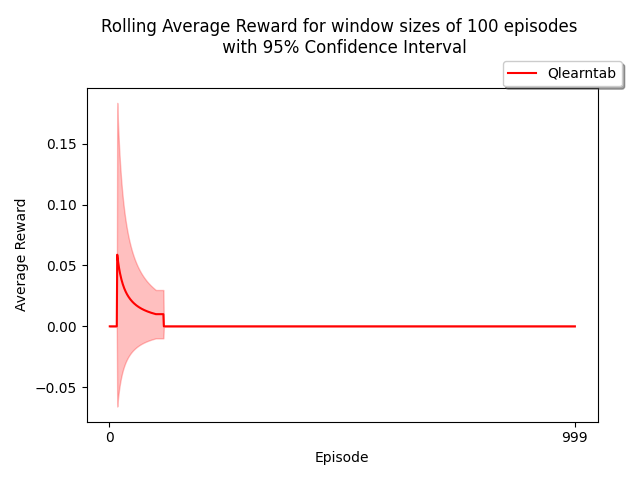 Rolling Average Reward for window sizes of 100 episodes
with 95% Confidence Interval
Qlearntab
0.15
0.10
0.05
0.00
−0.05
Average Reward
0
999
Episode